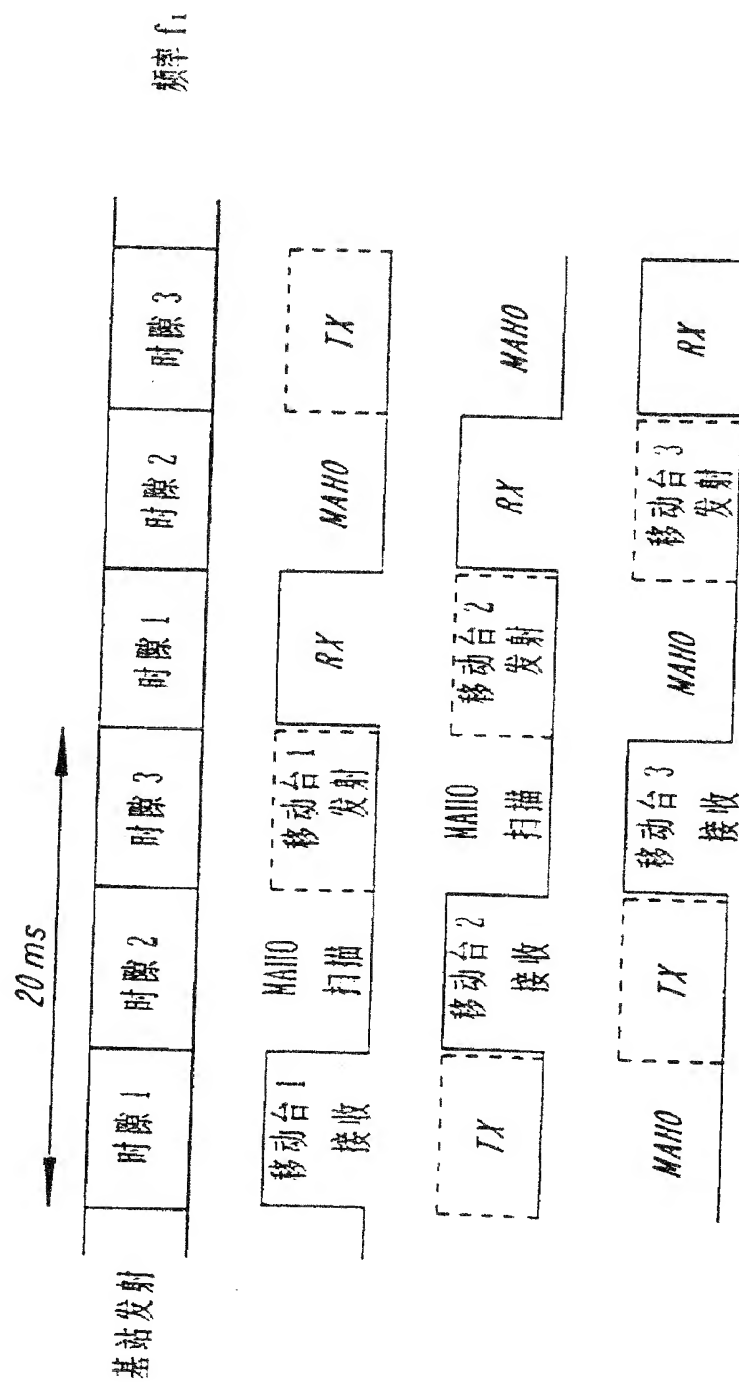 20 ms
基站发射
时隙 1
时隙 2
时隙 3
时隙 1
时隙 2
时隙 3
频率 f₁
移动台 1
接收
MAHO
扫描
移动台 1
发射
RX
MAHO
TX
TX
移动台 2
接收
MAHO
扫描
移动台 2
发射
RX
MAHO
MAHO
TX
移动台 3
接收
MAHO
移动台 3
发射
RX